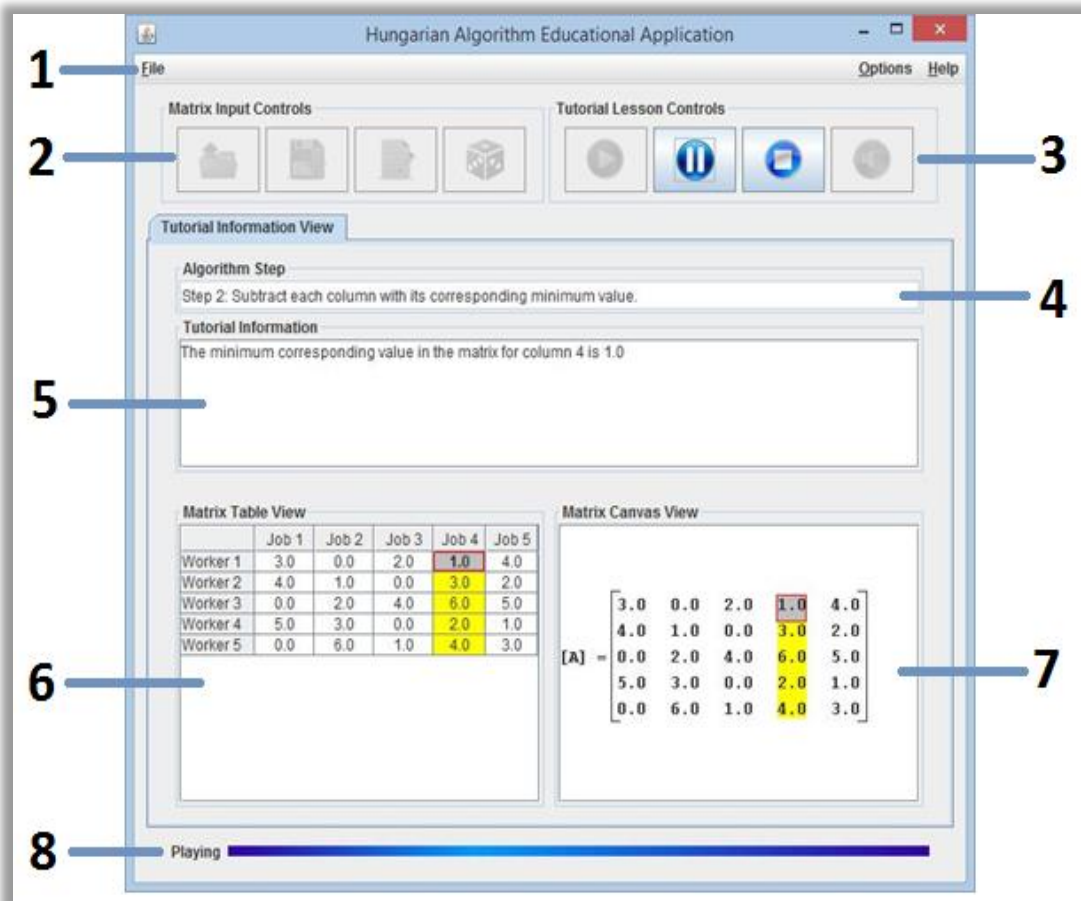 Hungarian Algorithm Educational Application
1
File Options Help
Matrix Input Controls Tutorial Lesson Controls
2
3
Tutorial Information View
Algorithm Step
Step 2: Subtract each column with its corresponding minimum value.
4
Tutorial Information
The minimum corresponding value in the matrix for column 4 is 1.0
5
Matrix Table View
Job 1 Job 2 Job 3 Job 4 Job 5
Worker 1 3.0 0.0 2.0 1.0 4.0
Worker 2 4.0 1.0 0.0 3.0 2.0
Worker 3 0.0 2.0 4.0 6.0 5.0
Worker 4 5.0 3.0 0.0 2.0 1.0
Worker 5 0.0 6.0 1.0 4.0 3.0
6
Matrix Canvas View
3.0 0.0 2.0 1.0 4.0
4.0 1.0 0.0 3.0 2.0
[A] = 0.0 2.0 4.0 6.0 5.0
5.0 3.0 0.0 2.0 1.0
0.0 6.0 1.0 4.0 3.0
7
8
Playing